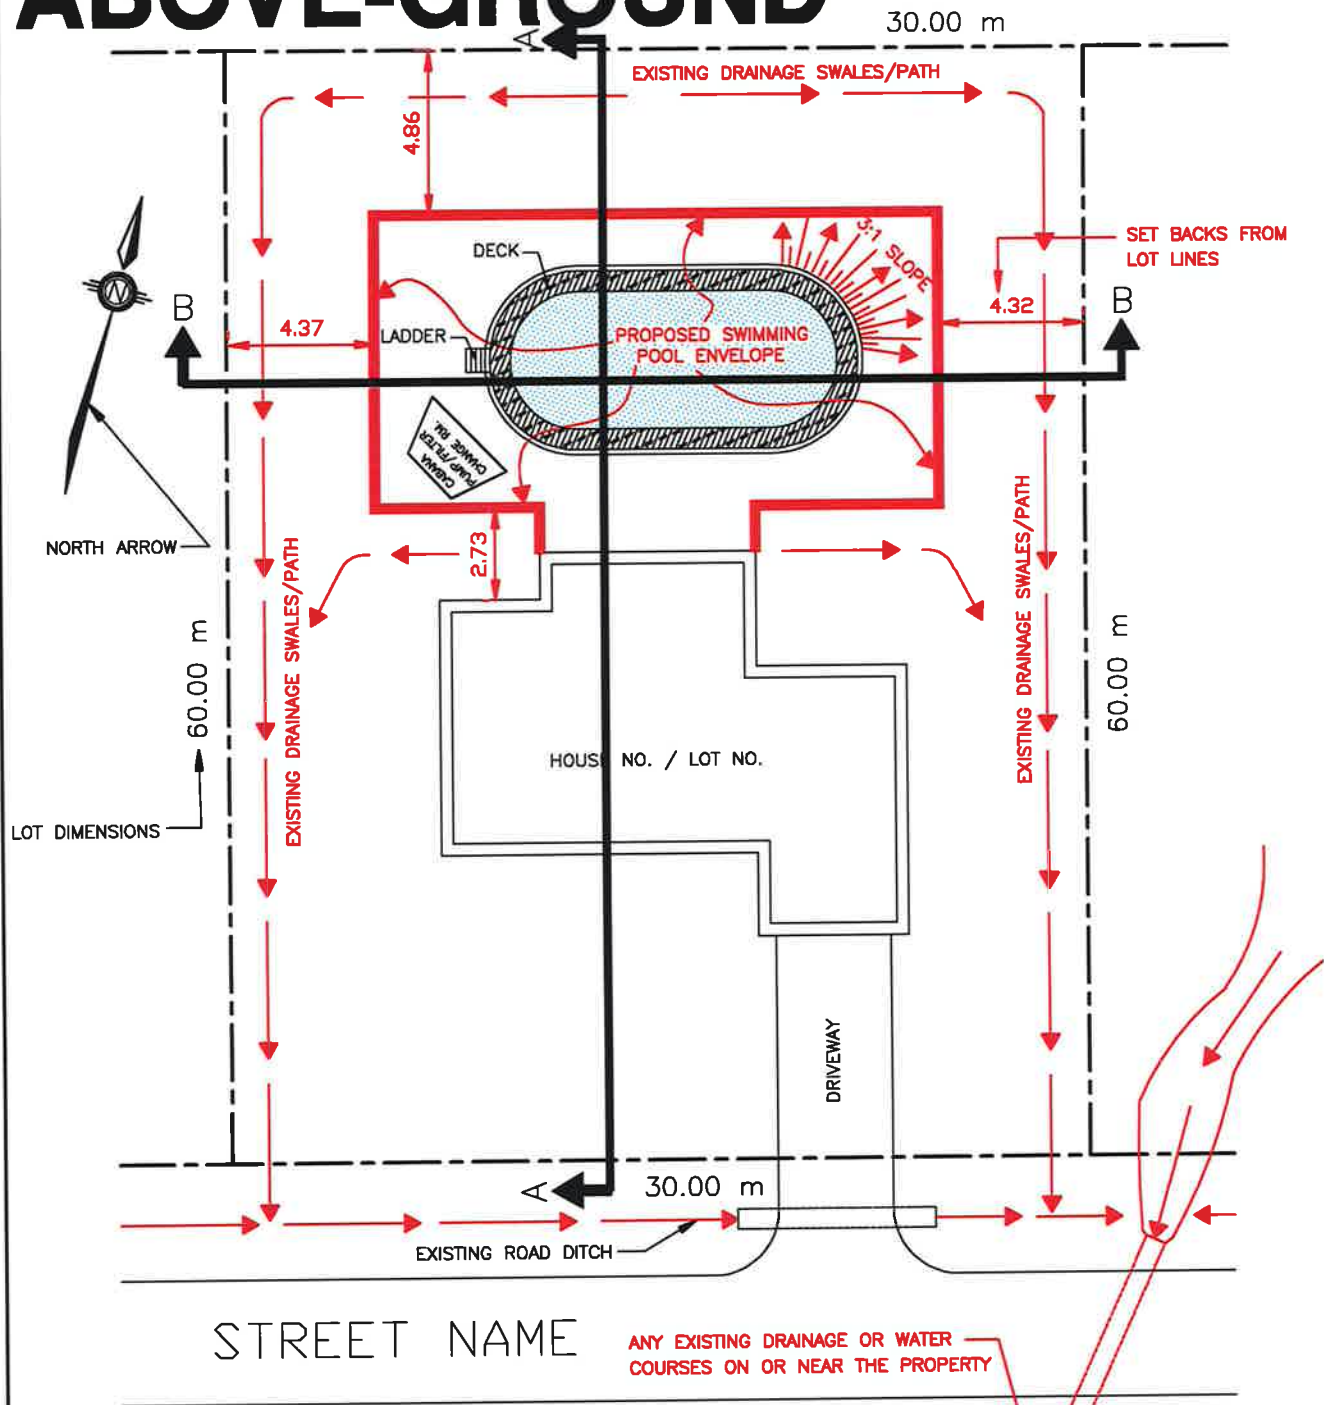 ABOVE-GROUND
30.00 m
A
EXISTING DRAINAGE SWALES/PATH
4.86
3:1 SLOPE
SET BACKS FROM
LOT LINES
DECK
N
B
4.37
LADDER
PROPOSED SWIMMING
POOL ENVELOPE
4.32
B
CABANA
PUMP/FILTER
CHANGE RM.
NORTH ARROW
2.73
EXISTING DRAINAGE SWALES/PATH
EXISTING DRAINAGE SWALES/PATH
60.00 m
60.00 m
HOUSE NO. / LOT NO.
LOT DIMENSIONS
DRIVEWAY
A
30.00 m
EXISTING ROAD DITCH
STREET NAME
ANY EXISTING DRAINAGE OR WATER
COURSES ON OR NEAR THE PROPERTY